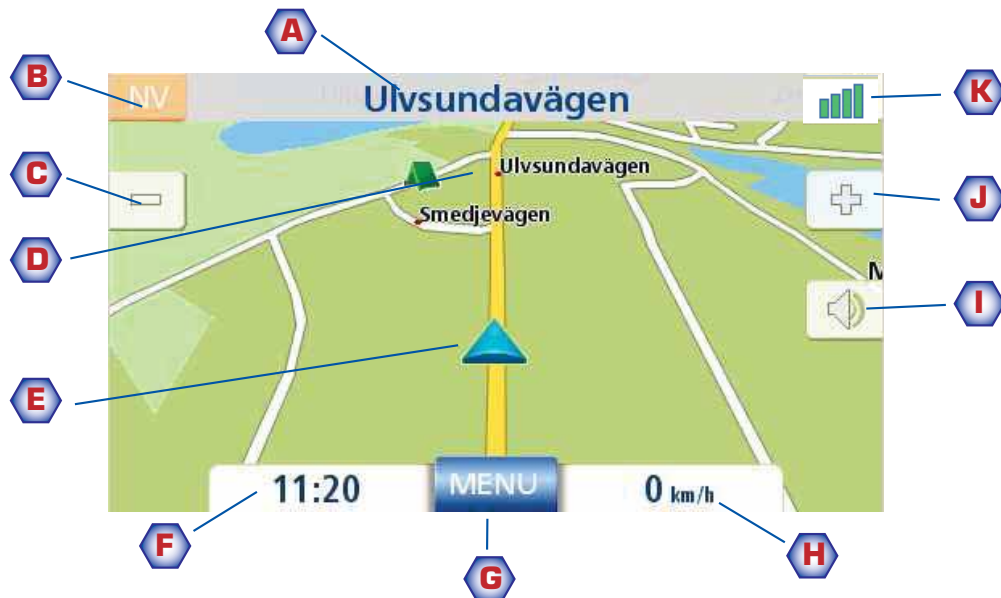 A
B
NV
Ulvsundavägen
K
C
Ulvsundavägen
J
Smedjevägen
D
M
I
E
11:20
MENU
0 km/h
F
G
H